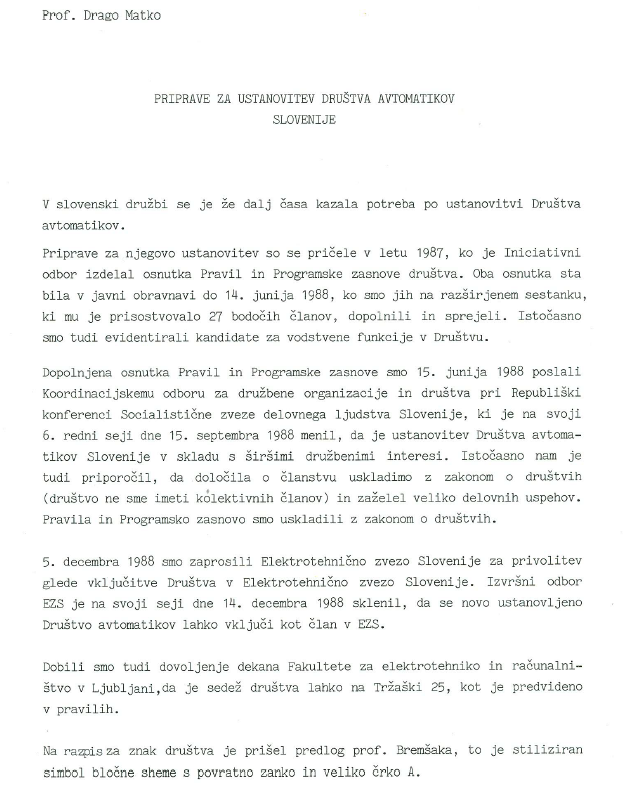 Prof. Drago Matko
PRIPRAVE ZA USTANOVITEV DRUŠTVA AVTOMATIKOV
SLOVENIJE
V slovenski družbi se je že dalj časa kazala potreba po ustanovitvi Društva
avtomatikov.
Priprave za njegovo ustanovitev so se pričele v letu 1987, ko je Iniciativni
odbor izdelal osnutka Pravil in Programske zasnove društva. Oba osnutka sta
bila v javni obravnavi do 14. junija 1988, ko smo jih na razširjenem sestanku,
ki mu je prisostvovalo 27 bodočih članov, dopolnili in sprejeli. Istočasno
smo tudi evidentirali kandidate za vodstvene funkcije v Društvu.
Dopolnjena osnutka Pravil in Programske zasnove smo 15. junija 1988 poslali
Koordinacijskemu odboru za družbene organizacije in društva pri Republiški
konferenci Socialistične zveze delovnega ljudstva Slovenije, ki je na svoji
6. redni seji dne 15. septembra 1988 menil, da je ustanovitev Društva avtoma-
tikov Slovenije v skladu s širšimi družbenimi interesi. Istočasno nam je
tudi priporočil, da določila o članstvu uskladimo z zakonom o društvih
(društvo ne sme imeti kolektivnih članov) in zaželel veliko delovnih uspehov.
Pravila in Programsko zasnovo smo uskladili z zakonom o društvih.
5. decembra 1988 smo zaprosili Elektrotehnično zvezo Slovenije za privolitev
glede vključitve Društva v Elektrotehnično zvezo Slovenije. Izvršni odbor
EZS je na svoji seji dne 14. decembra 1988 sklenil, da se novo ustanovljeno
Društvo avtomatikov lahko vključi kot član v EZS.
Dobili smo tudi dovoljenje dekana Fakultete za elektrotehniko in računalni-
štvo v Ljubljani,da je sedež društva lahko na Tržaški 25, kot je predvideno
v pravilih.
Na razpis za znak društva je prišel predlog prof. Bremšaka, to je stiliziran
simbol bločne sheme s povratno zanko in veliko črko A.